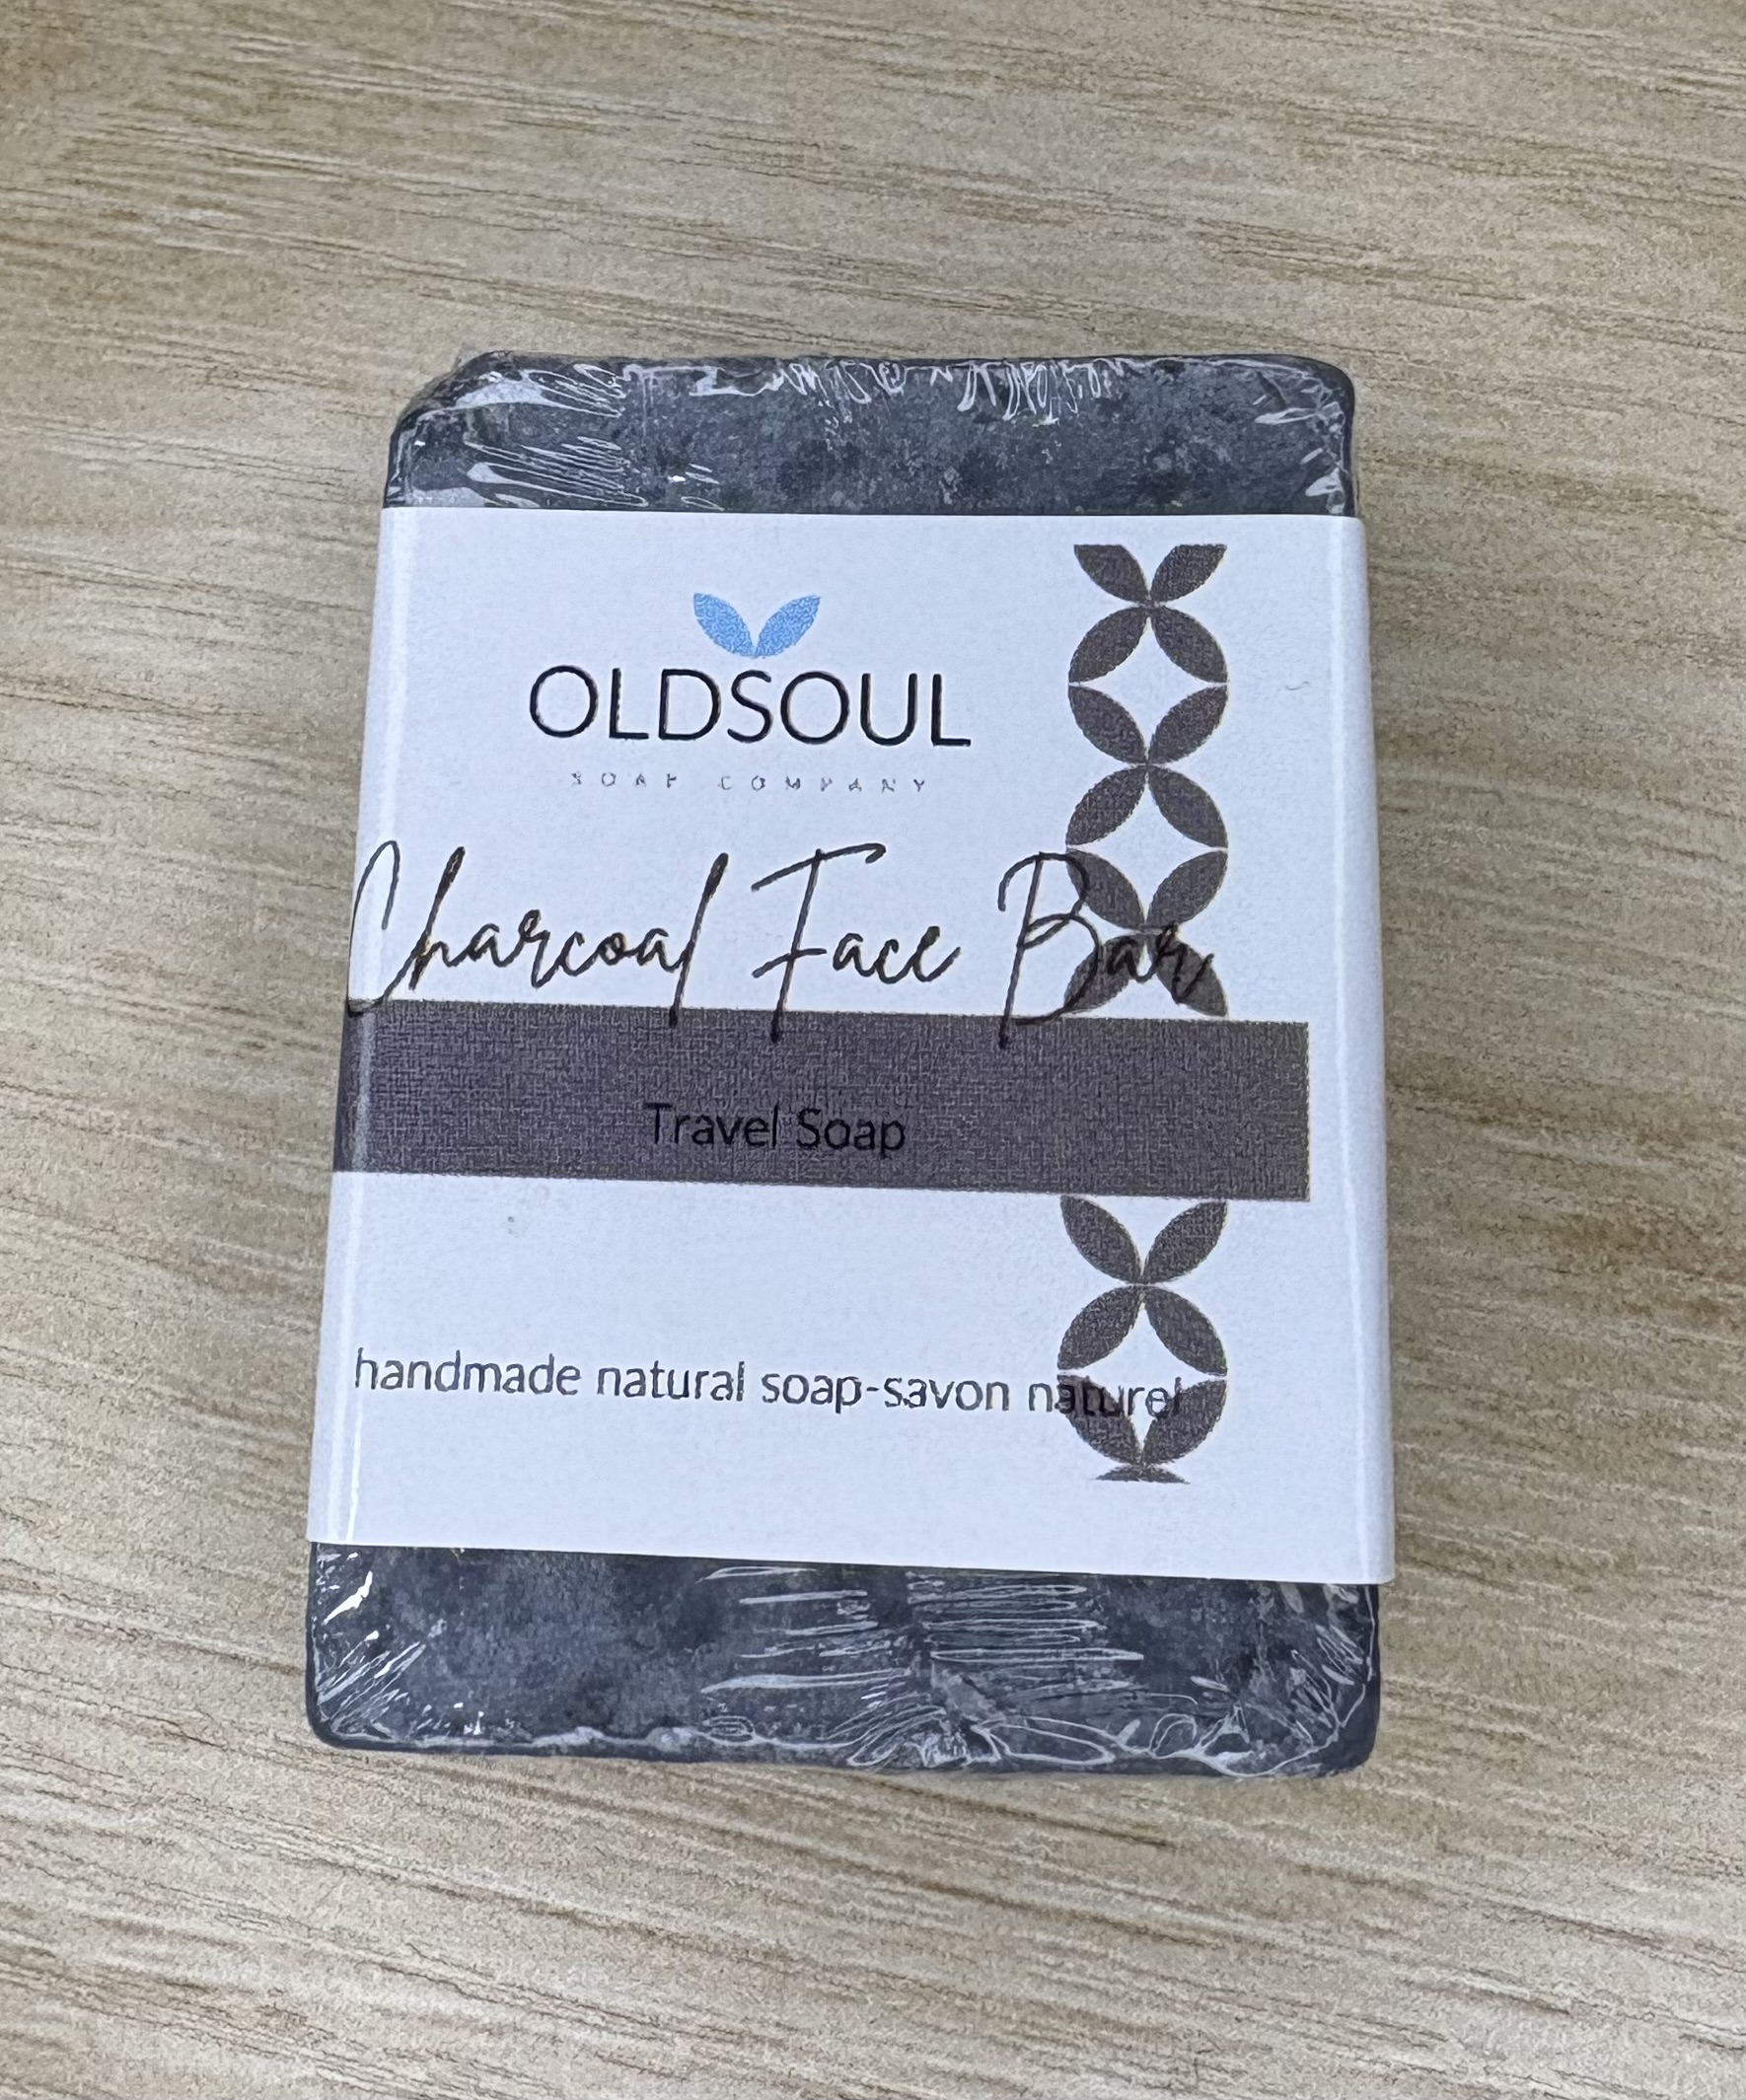 OLDSOUL
SOAP COMPANY
Charcoal Face Bar
Travel Soap
handmade natural soap-savon naturel